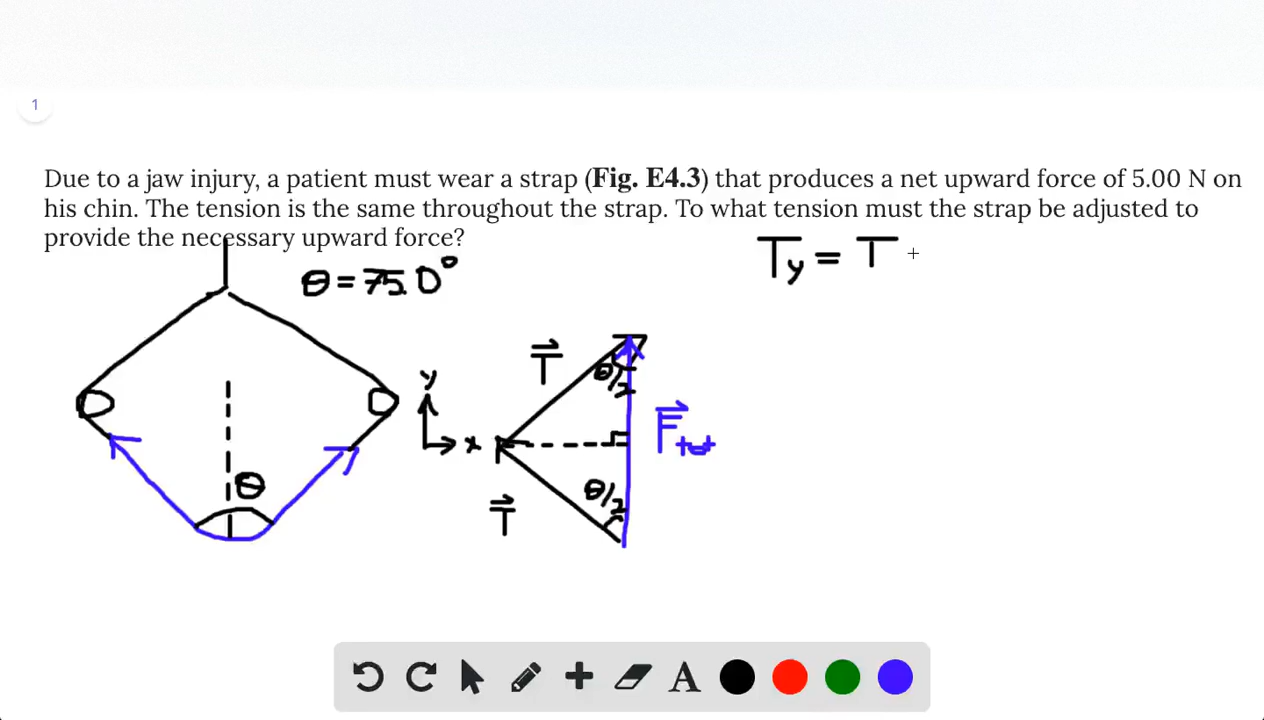 1
Due to a jaw injury, a patient must wear a strap (Fig. E4.3) that produces a net upward force of 5.00 N on
his chin. The tension is the same throughout the strap. To what tension must the strap be adjusted to
provide the necessary upward force?
Ty = T
θ = 75.0°
T⃗
θ/2
y
x
F⃗tot
θ
θ/2
T⃗
A